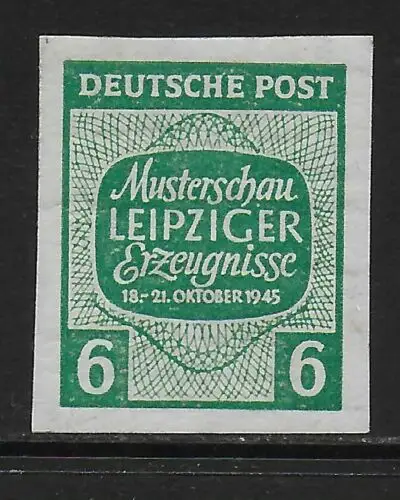 DEUTSCHE POST
Musterschau
LEIPZIGER
Erzeugnisse
18.-21. OKTOBER 1945
6 6